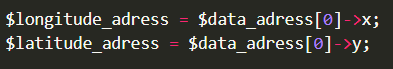 $longitude_adress = $data_adress[0]->x;
$latitude_adress = $data_adress[0]->y;